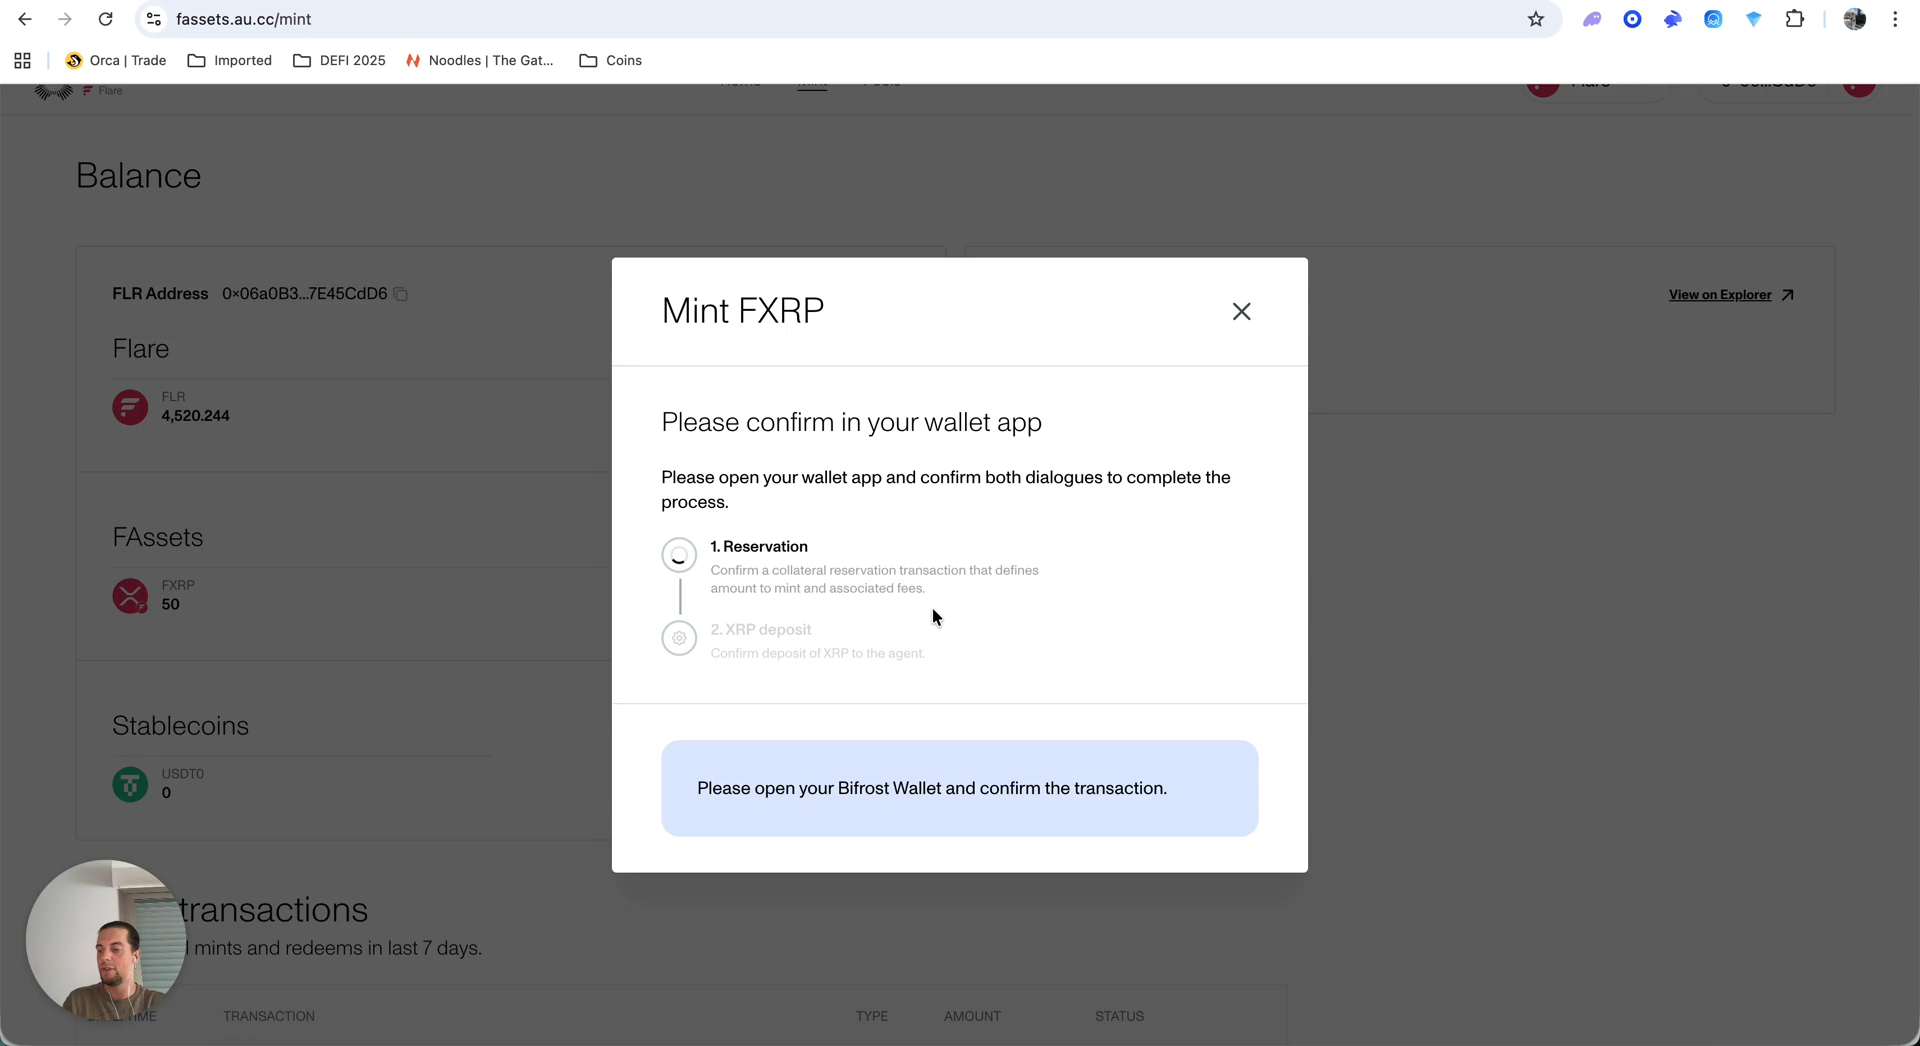 fassets.au.cc/mint
Orca | Trade
Imported
DEFI 2025
Noodles | The Gat...
Coins
Flare
Mint
Flare
Balance
FLR Address 0×06a0B3...7E45CdD6
View on Explorer
Flare
FLR
4,520.244
FAssets
FXRP
50
Stablecoins
USDT0
0
Mint FXRP
Please confirm in your wallet app
Please open your wallet app and confirm both dialogues to complete the
process.
1. Reservation
Confirm a collateral reservation transaction that defines
amount to mint and associated fees.
2. XRP deposit
Confirm deposit of XRP to the agent.
Please open your Bifrost Wallet and confirm the transaction.
transactions
mints and redeems in last 7 days.
TRANSACTION
TYPE
AMOUNT
STATUS